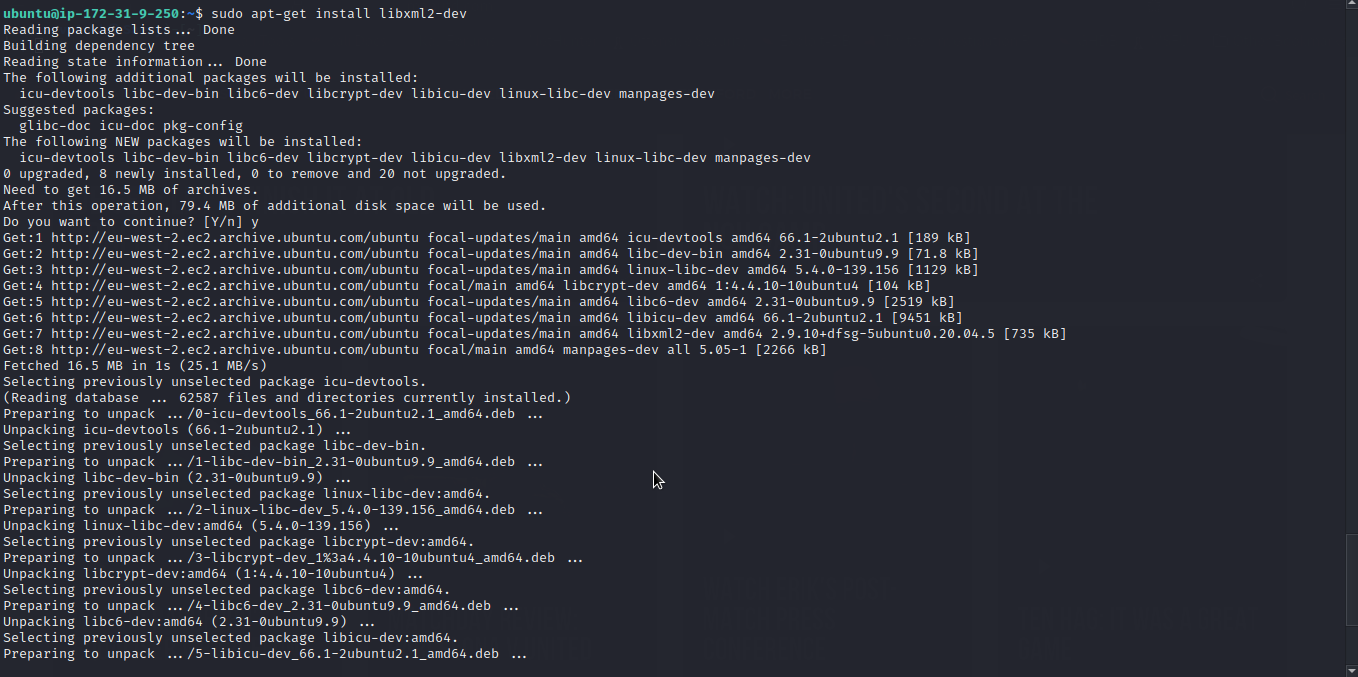 ubuntu@ip-172-31-9-250:~$ sudo apt-get install libxml2-dev
Reading package lists... Done
Building dependency tree
Reading state information... Done
The following additional packages will be installed:
  icu-devtools libc-dev-bin libc6-dev libcrypt-dev libicu-dev linux-libc-dev manpages-dev
Suggested packages:
  glibc-doc icu-doc pkg-config
The following NEW packages will be installed:
  icu-devtools libc-dev-bin libc6-dev libcrypt-dev libicu-dev libxml2-dev linux-libc-dev manpages-dev
0 upgraded, 8 newly installed, 0 to remove and 20 not upgraded.
Need to get 16.5 MB of archives.
After this operation, 79.4 MB of additional disk space will be used.
Do you want to continue? [Y/n] y
Get:1 http://eu-west-2.ec2.archive.ubuntu.com/ubuntu focal-updates/main amd64 icu-devtools amd64 66.1-2ubuntu2.1 [189 kB]
Get:2 http://eu-west-2.ec2.archive.ubuntu.com/ubuntu focal-updates/main amd64 libc-dev-bin amd64 2.31-0ubuntu9.9 [71.8 kB]
Get:3 http://eu-west-2.ec2.archive.ubuntu.com/ubuntu focal-updates/main amd64 linux-libc-dev amd64 5.4.0-139.156 [1129 kB]
Get:4 http://eu-west-2.ec2.archive.ubuntu.com/ubuntu focal/main amd64 libcrypt-dev amd64 1:4.4.10-10ubuntu4 [104 kB]
Get:5 http://eu-west-2.ec2.archive.ubuntu.com/ubuntu focal-updates/main amd64 libc6-dev amd64 2.31-0ubuntu9.9 [2519 kB]
Get:6 http://eu-west-2.ec2.archive.ubuntu.com/ubuntu focal-updates/main amd64 libicu-dev amd64 66.1-2ubuntu2.1 [9451 kB]
Get:7 http://eu-west-2.ec2.archive.ubuntu.com/ubuntu focal-updates/main amd64 libxml2-dev amd64 2.9.10+dfsg-5ubuntu0.20.04.5 [735 kB]
Get:8 http://eu-west-2.ec2.archive.ubuntu.com/ubuntu focal/main amd64 manpages-dev all 5.05-1 [2266 kB]
Fetched 16.5 MB in 1s (25.1 MB/s)
Selecting previously unselected package icu-devtools.
(Reading database ... 62587 files and directories currently installed.)
Preparing to unpack .../0-icu-devtools_66.1-2ubuntu2.1_amd64.deb ...
Unpacking icu-devtools (66.1-2ubuntu2.1) ...
Selecting previously unselected package libc-dev-bin.
Preparing to unpack .../1-libc-dev-bin_2.31-0ubuntu9.9_amd64.deb ...
Unpacking libc-dev-bin (2.31-0ubuntu9.9) ...
Selecting previously unselected package linux-libc-dev:amd64.
Preparing to unpack .../2-linux-libc-dev_5.4.0-139.156_amd64.deb ...
Unpacking linux-libc-dev:amd64 (5.4.0-139.156) ...
Selecting previously unselected package libcrypt-dev:amd64.
Preparing to unpack .../3-libcrypt-dev_1%3a4.4.10-10ubuntu4_amd64.deb ...
Unpacking libcrypt-dev:amd64 (1:4.4.10-10ubuntu4) ...
Selecting previously unselected package libc6-dev:amd64.
Preparing to unpack .../4-libc6-dev_2.31-0ubuntu9.9_amd64.deb ...
Unpacking libc6-dev:amd64 (2.31-0ubuntu9.9) ...
Selecting previously unselected package libicu-dev:amd64.
Preparing to unpack .../5-libicu-dev_66.1-2ubuntu2.1_amd64.deb ...